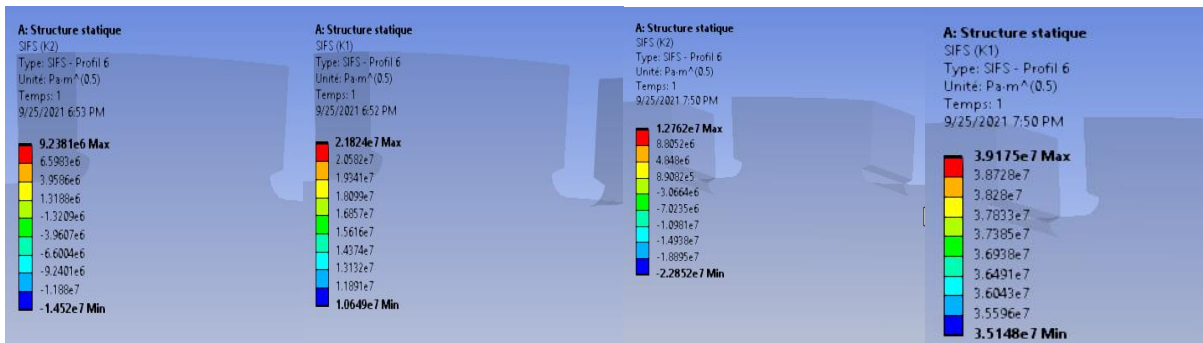 A: Structure statique
SIFS (K2)
Type: SIFS - Profil 6
Unité: Pa·m^(0.5)
Temps: 1
9/25/2021 6:53 PM
9.2381e6 Max
6.5983e6
3.9586e6
1.3188e6
-1.3209e6
-3.9607e6
-6.6004e6
-9.2401e6
-1.188e7
-1.452e7 Min
A: Structure statique
SIFS (K1)
Type: SIFS - Profil 6
Unité: Pa·m^(0.5)
Temps: 1
9/25/2021 6:52 PM
2.1824e7 Max
2.0582e7
1.9341e7
1.8099e7
1.6857e7
1.5616e7
1.4374e7
1.3132e7
1.1891e7
1.0649e7 Min
A: Structure statique
SIFS (K2)
Type: SIFS - Profil 6
Unité: Pa·m^(0.5)
Temps: 1
9/25/2021 7:50 PM
1.2762e7 Max
8.8052e6
4.848e6
8.9082e5
-3.0664e6
-7.0235e6
-1.0981e7
-1.4938e7
-1.8895e7
-2.2852e7 Min
A: Structure statique
SIFS (K1)
Type: SIFS - Profil 6
Unité: Pa·m^(0.5)
Temps: 1
9/25/2021 7:50 PM
3.9175e7 Max
3.8728e7
3.828e7
3.7833e7
3.7385e7
3.6938e7
3.6491e7
3.6043e7
3.5596e7
3.5148e7 Min